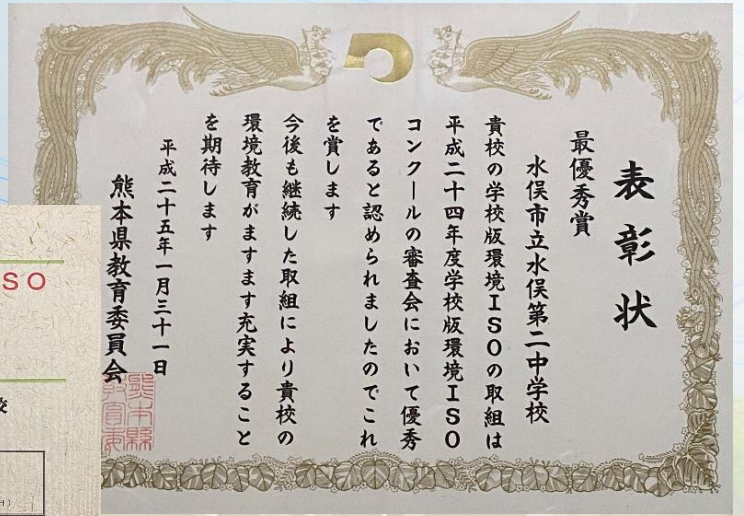 表彰状
最優秀賞
水俣市立水俣第二中学校
貴校の学校版環境ISOの取組は
平成二十四年度学校版環境ISO
コンクールの審査会において優秀
であると認められましたのでこれ
を賞します
今後も継続した取組により貴校の
環境教育がますます充実すること
を期待します
平成二十五年一月三十一日
熊本県教育委員会
SO
校
日)